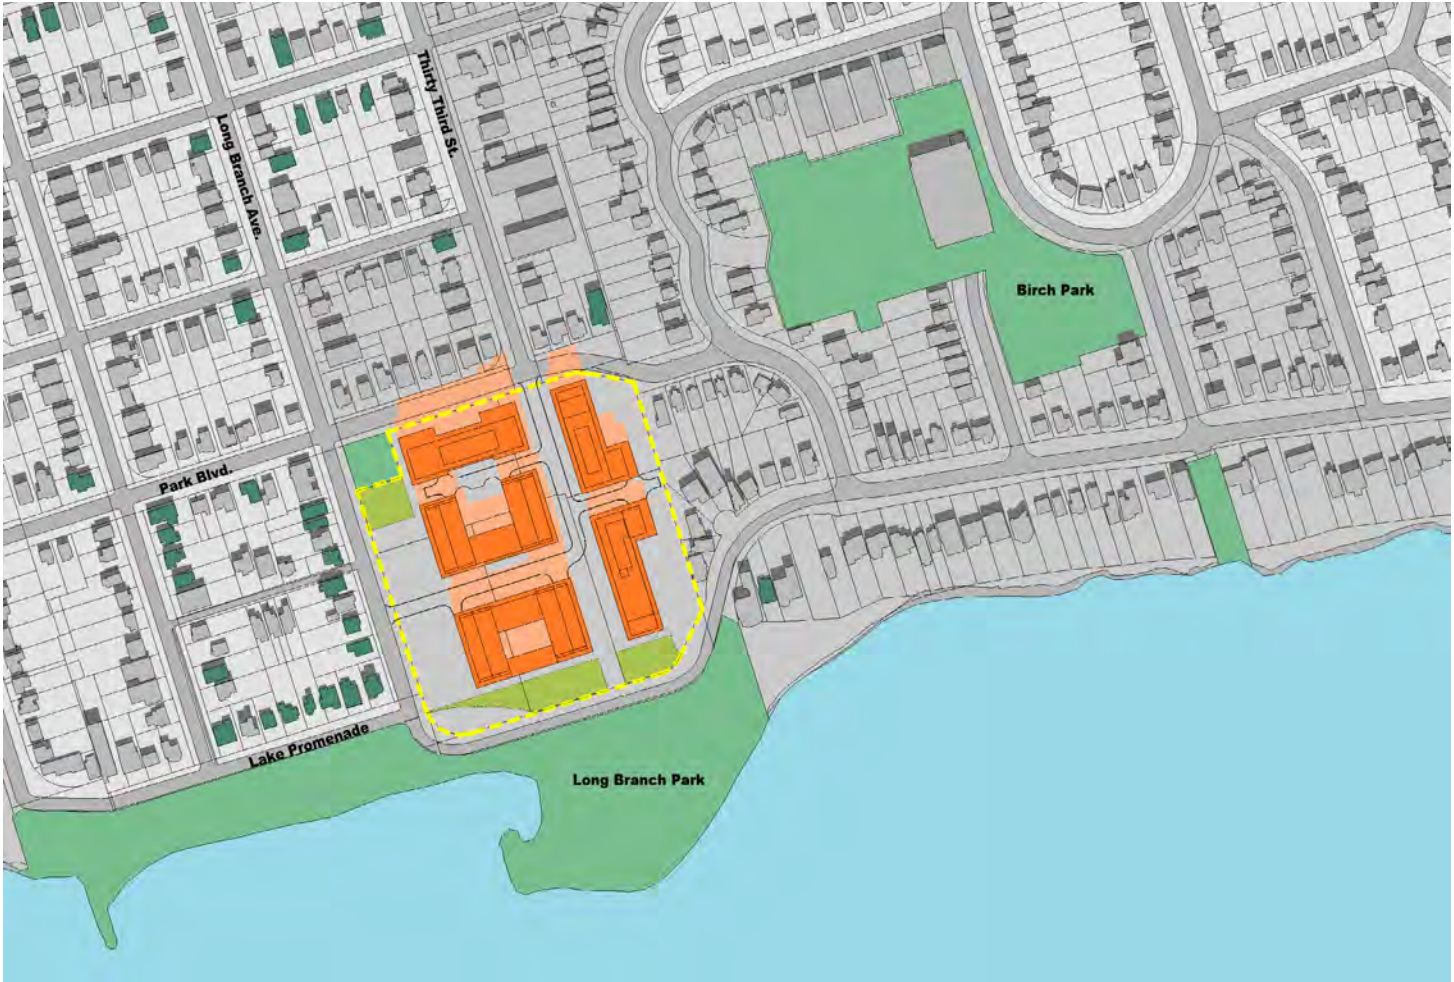 Thirty Third St.
Long Branch Ave.
Birch Park
Park Blvd.
Lake Promenade
Long Branch Park